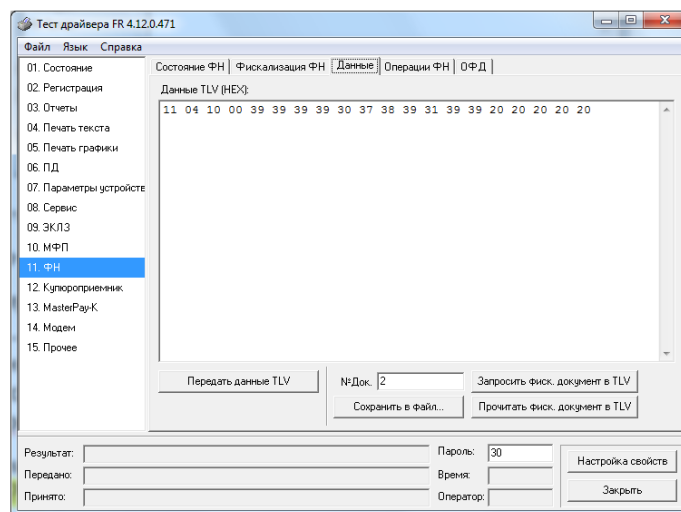 Тест драйвера FR 4.12.0.471
Файл Язык Справка
01. Состояние
02. Регистрация
03. Отчеты
04. Печать текста
05. Печать графики
06. ПД
07. Параметры устройств
08. Сервис
09. ЭКЛЗ
10. МФП
11. ФН
12. Купюроприемник
13. MasterPay-K
14. Модем
15. Прочее
Состояние ФН Фискализация ФН Данные Операции ФН ОФД
Данные TLV (HEX):
11 04 10 00 39 39 39 39 30 37 38 39 31 39 39 20 20 20 20 20
Передать данные TLV
№Док. 2
Запросить фиск. документ в TLV
Сохранить в файл...
Прочитать фиск. документ в TLV
Результат:
Пароль: 30
Настройка свойств
Передано:
Время:
Принято:
Оператор:
Закрыть